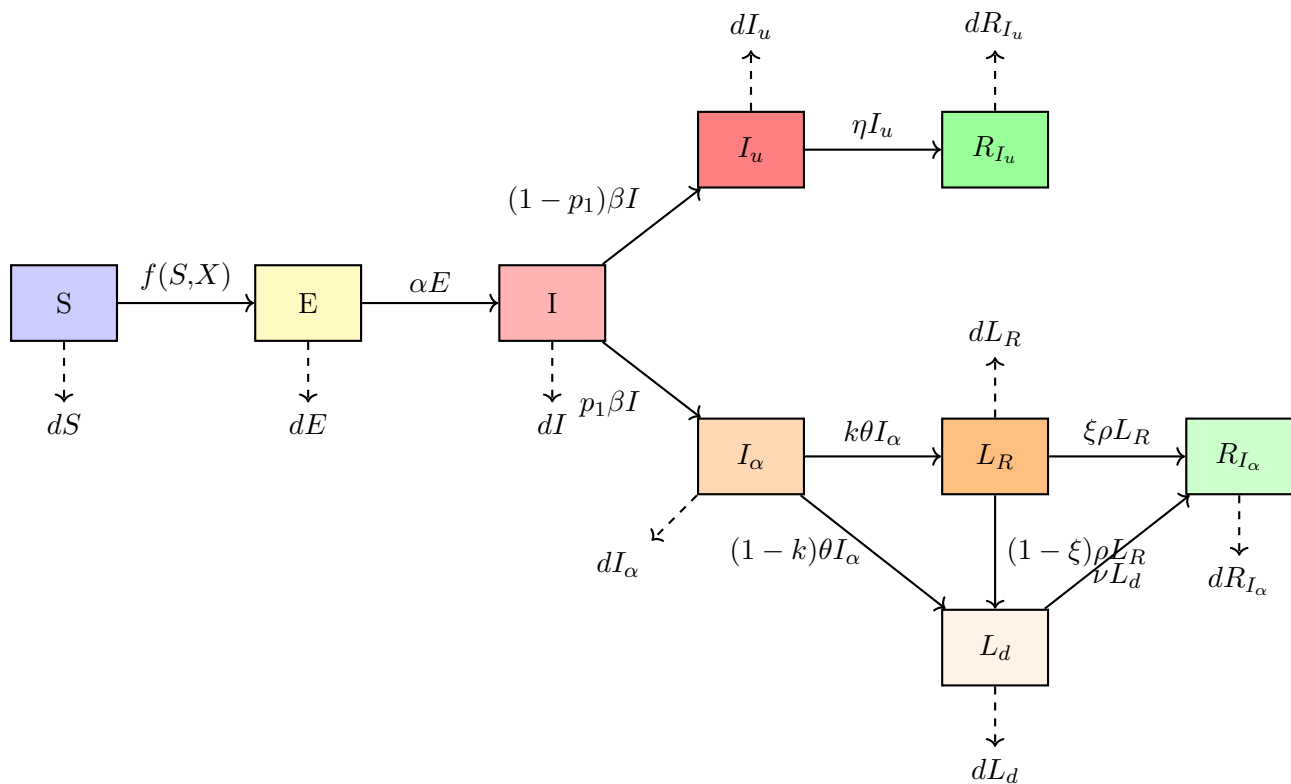 dI_u
dR_{I_u}
I_u
ηI_u
R_{I_u}
(1 − p_1)βI
S
f(S,X)
E
αE
I
dS
dE
dI
p_1βI
dL_R
I_α
kθI_α
L_R
ξρL_R
R_{I_α}
dI_α
(1 − k)θI_α
(1 − ξ)ρL_R
νL_d
dR_{I_α}
L_d
dL_d